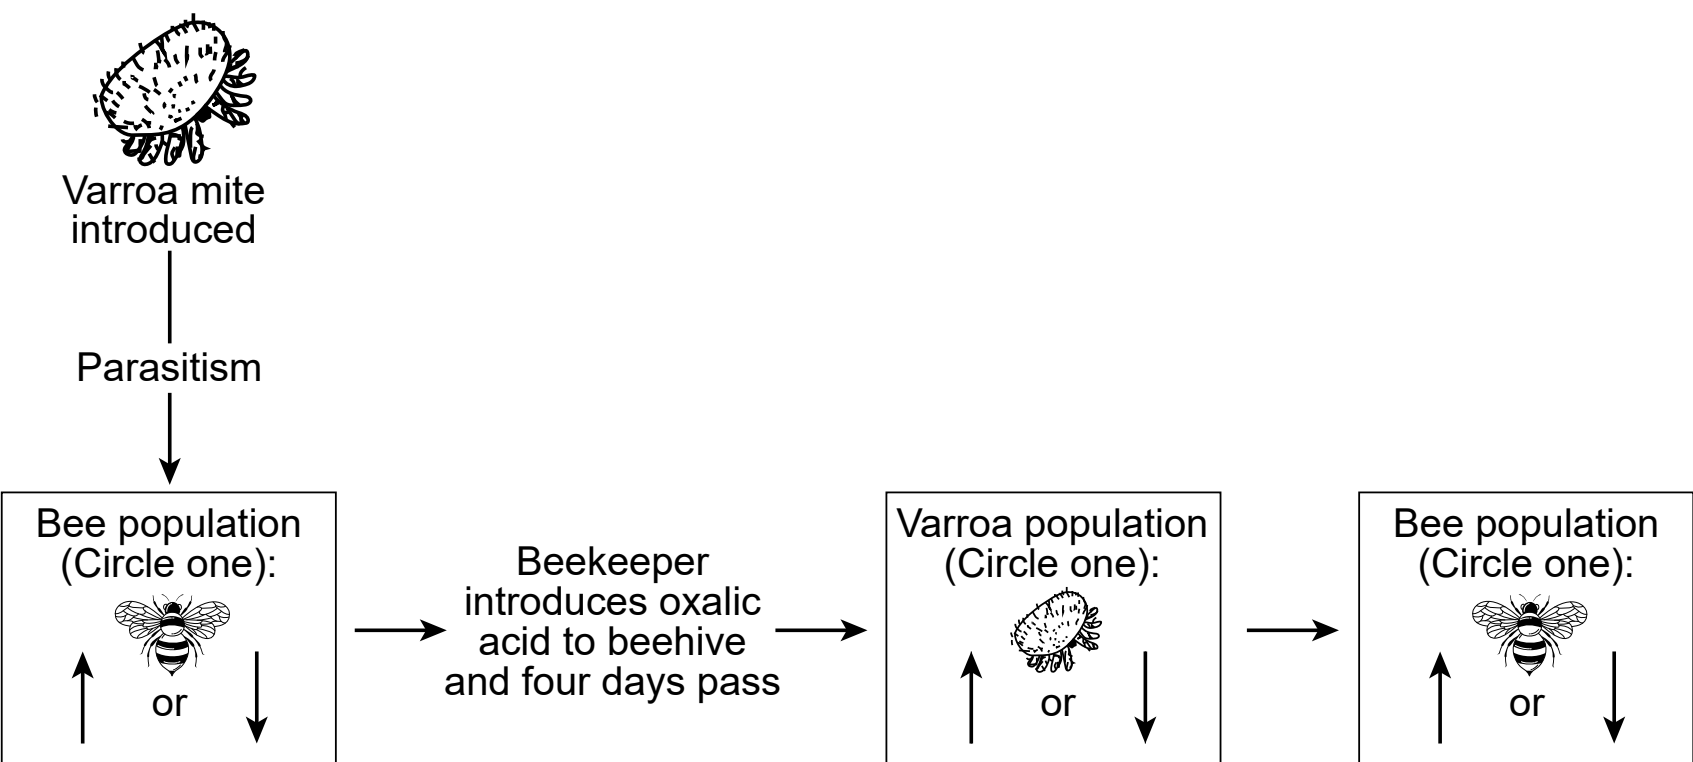 Varroa mite
introduced
Parasitism
Bee population
(Circle one):
or
Beekeeper
introduces oxalic
acid to beehive
and four days pass
Varroa population
(Circle one):
or
Bee population
(Circle one):
or